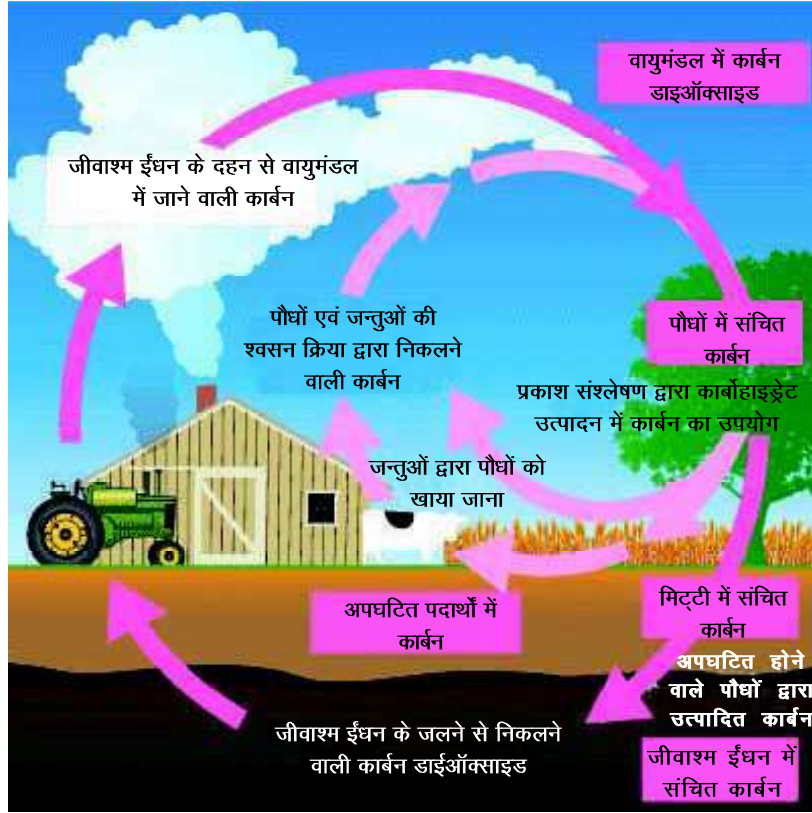 वायुमंडल में कार्बन
डाइऑक्साइड
जीवाश्म ईंधन के दहन से वायुमंडल
में जाने वाली कार्बन
पौधों एवं जन्तुओं की
श्वसन क्रिया द्वारा निकलने
वाली कार्बन
पौधों में संचित
कार्बन
प्रकाश संश्लेषण द्वारा कार्बोहाइड्रेट
उत्पादन में कार्बन का उपयोग
जन्तुओं द्वारा पौधों को
खाया जाना
अपघटित पदार्थों में
कार्बन
मिट्टी में संचित
कार्बन
अपघटित होने
वाले पौधों द्वारा
उत्पादित कार्बन
जीवाश्म ईंधन के जलने से निकलने
वाली कार्बन डाईऑक्साइड
जीवाश्म ईंधन में
संचित कार्बन